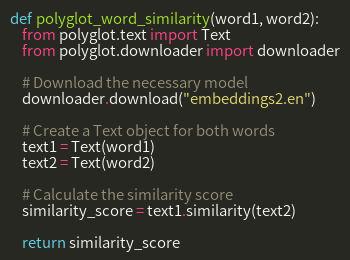 def polyglot_word_similarity(word1, word2):
    from polyglot.text import Text
    from polyglot.downloader import downloader

    # Download the necessary model
    downloader.download("embeddings2.en")

    # Create a Text object for both words
    text1 = Text(word1)
    text2 = Text(word2)

    # Calculate the similarity score
    similarity_score = text1.similarity(text2)

    return similarity_score